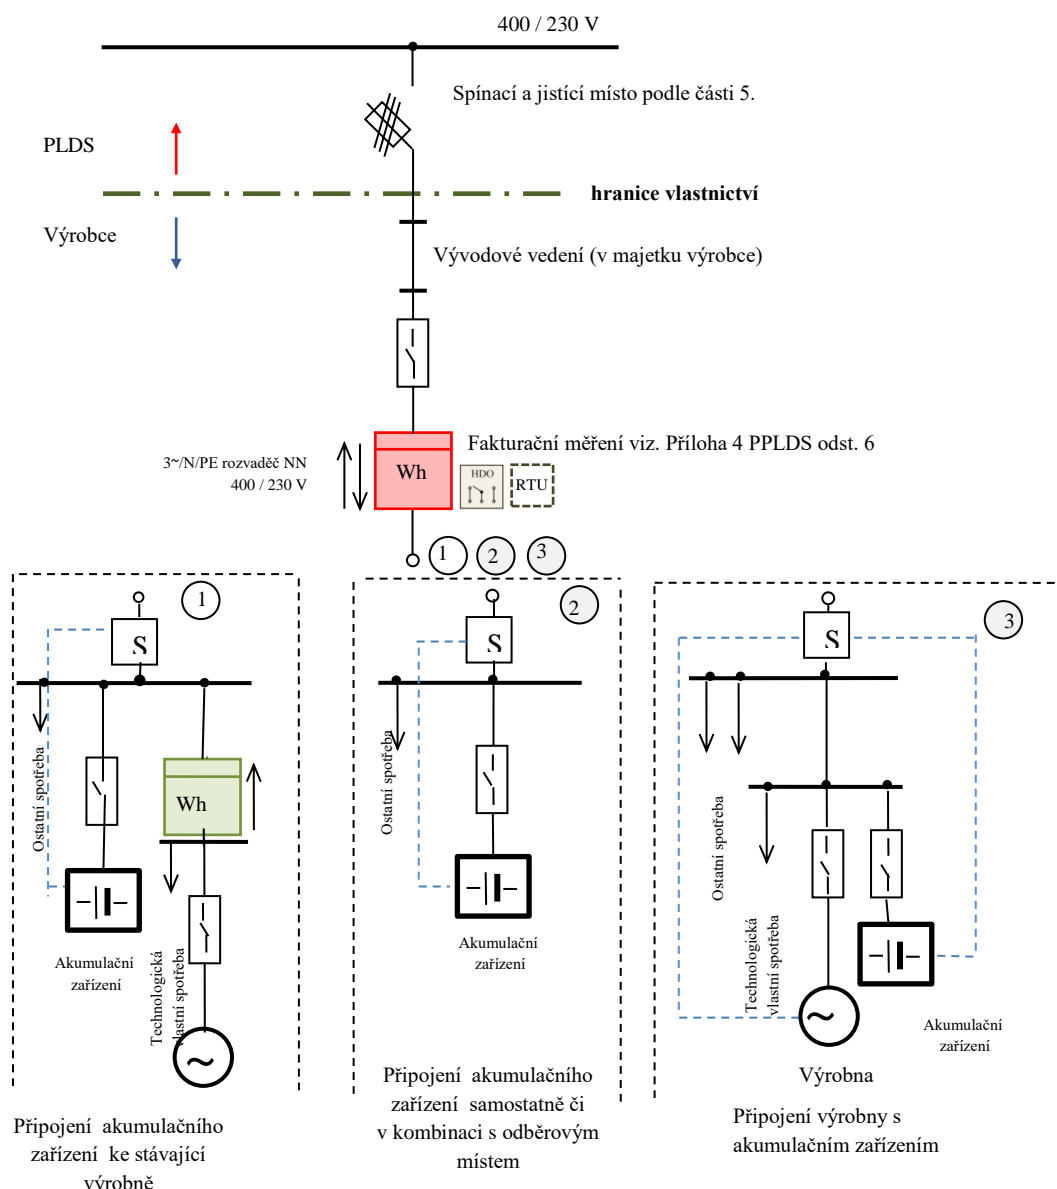 400 / 230 V
Spínací a jistící místo podle části 5.
PLDS
hranice vlastnictví
Výrobce
Vývodové vedení (v majetku výrobce)
Fakturační měření viz. Příloha 4 PPLDS odst. 6
3~/N/PE rozvaděč NN
400 / 230 V
Wh
HDO
RTU
1
2
3
1
S
Ostatní spotřeba
Wh
Akumulační
zařízení
Technologická
vlastní spotřeba
~
Připojení akumulačního
zařízení ke stávající
výrobně
2
S
Ostatní spotřeba
Akumulační
zařízení
Připojení akumulačního
zařízení samostatně či
v kombinaci s odběrovým
místem
3
S
Ostatní spotřeba
Technologická
vlastní spotřeba
~
Akumulační
zařízení
Výrobna
Připojení výrobny s
akumulačním zařízením